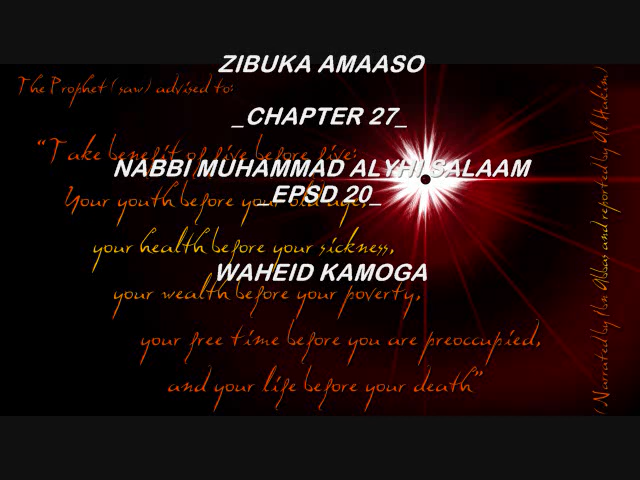 ZIBUKA AMAASO
The Prophet (saw) advised to:
_CHAPTER 27_
"Take benefit of five before five:
NABBI MUHAMMAD ALYHI SALAAM
Your youth before your old age,
_EPSD 20_
your health before your sickness,
WAHEID KAMOGA
your wealth before your poverty,
your free time before you are preoccupied,
and your life before your death"
(Narrated by Ibn Abbas and reported by Al Hakim)